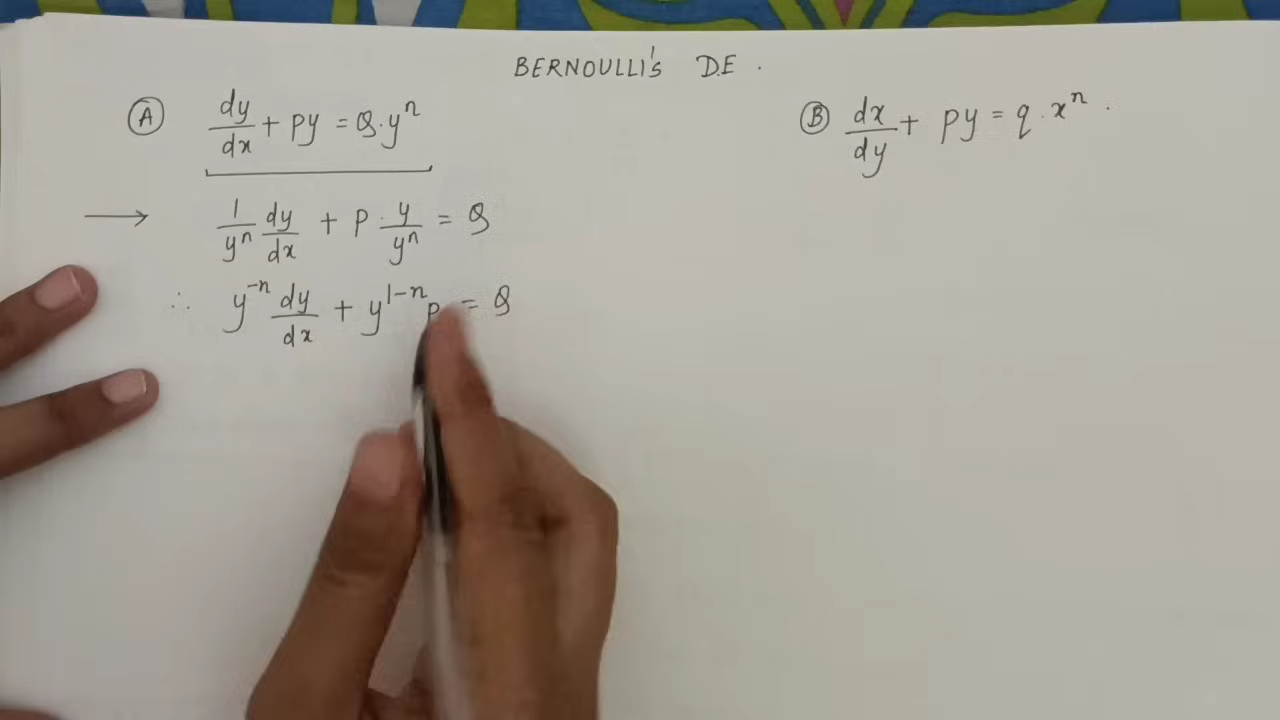 BERNOULLI'S D.E.
Ⓐ dy/dx + py = Q·y^n
Ⓑ dx/dy + py = q·x^n.
→ 1/y^n dy/dx + P·y/y^n = Q
∴ y^-n dy/dx + y^1-n P = Q